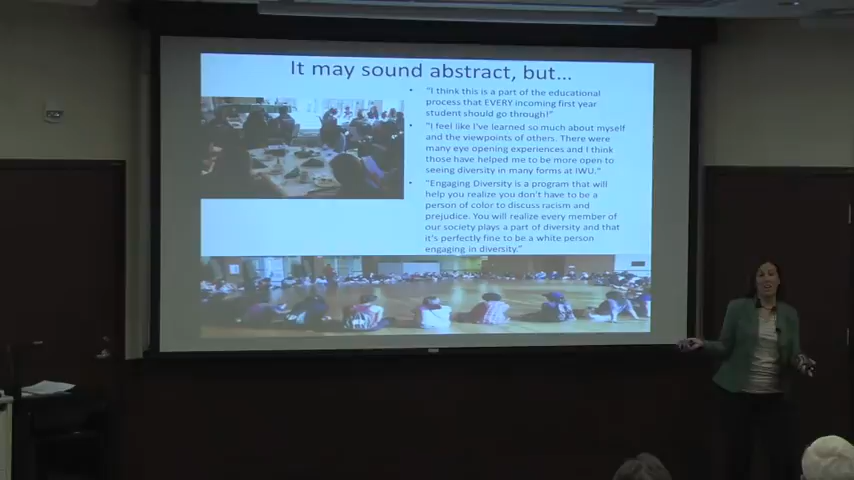 It may sound abstract, but...
• "I think this is a part of the educational
process that EVERY incoming first year
student should go through!"
• "I feel like I've learned so much about myself
and the viewpoints of others. There were
many eye opening experiences and I think
those have helped me to be more open to
seeing diversity in many forms at IWU."
• "Engaging Diversity is a program that will
help you realize you don't have to be a
person of color to discuss racism and
prejudice. You will realize every member of
our society plays a part of diversity and that
it's perfectly fine to be a white person
engaging in diversity."